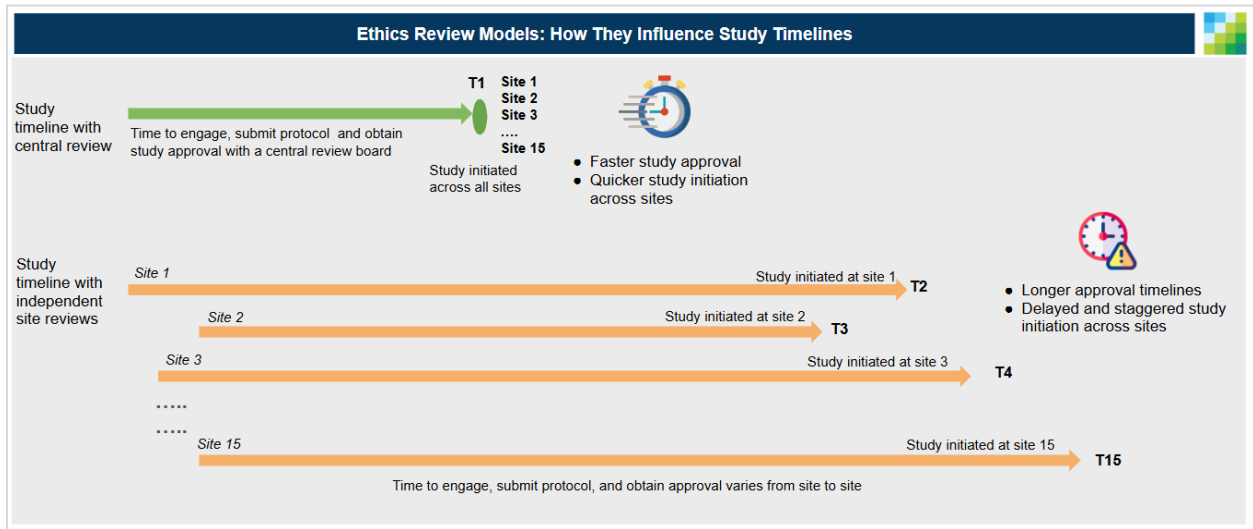 Ethics Review Models: How They Influence Study Timelines
Study
timeline with
central review
T1
Site 1
Site 2
Site 3
....
Site 15
Time to engage, submit protocol and obtain
study approval with a central review board
Study initiated
across all sites
● Faster study approval
● Quicker study initiation
across sites
Study
timeline with
independent
site reviews
Site 1
Study initiated at site 1
T2
Site 2
Study initiated at site 2
T3
Site 3
Study initiated at site 3
T4
.....
.....
Site 15
Study initiated at site 15
T15
● Longer approval timelines
● Delayed and staggered study
initiation across sites
Time to engage, submit protocol, and obtain approval varies from site to site